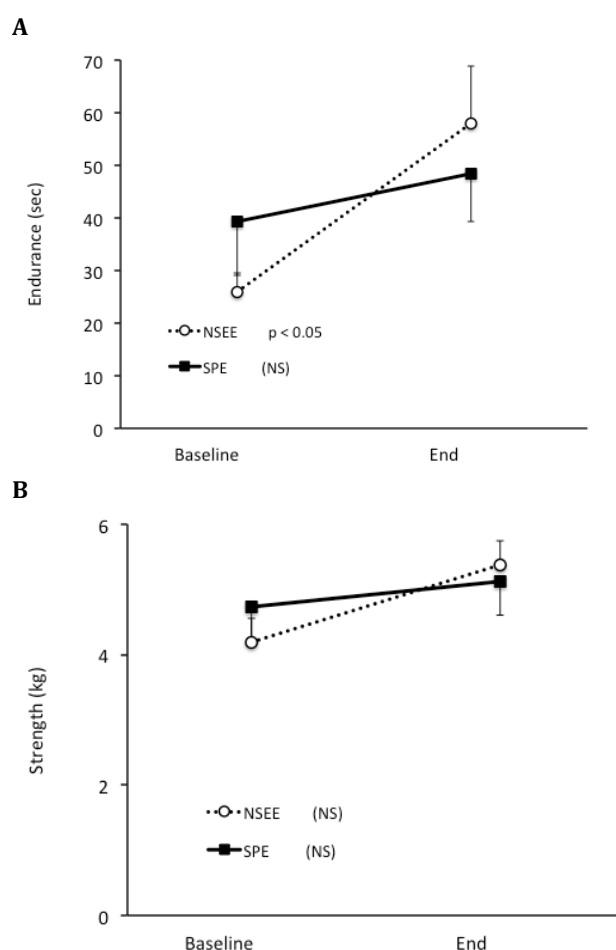 A
70
60
50
40
30
20
10
0
Endurance (sec)
NSEE p < 0.05
SPE (NS)
Baseline End
B
6
4
2
0
Strength (kg)
NSEE (NS)
SPE (NS)
Baseline End